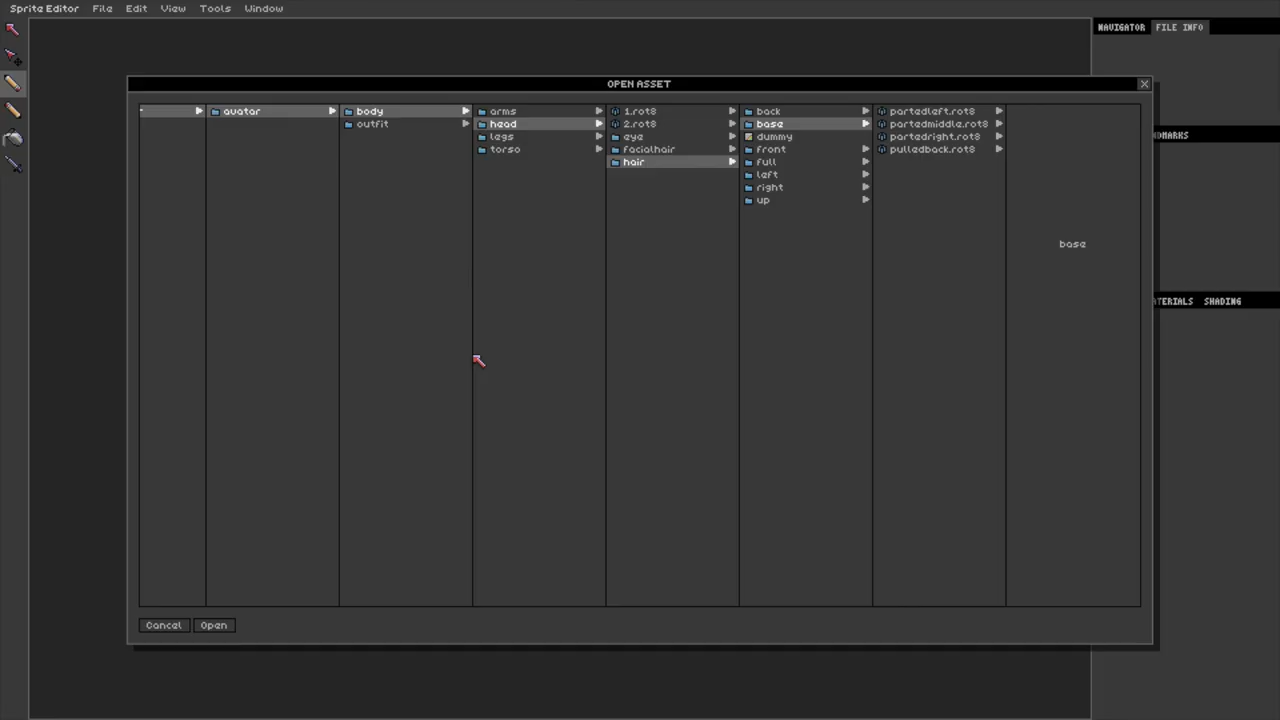 Sprite Editor File Edit View Tools Window
NAVIGATOR FILE INFO
OPEN ASSET
avatar
body
outfit
arms
head
legs
torso
1.rot8
2.rot8
eye
facialhair
hair
back
base
dummy
front
full
left
right
up
partedleft.rot8
partedmiddle.rot8
partedright.rot8
pulledback.rot8
base
Cancel Open
NDMARKS
TERIALS SHADING